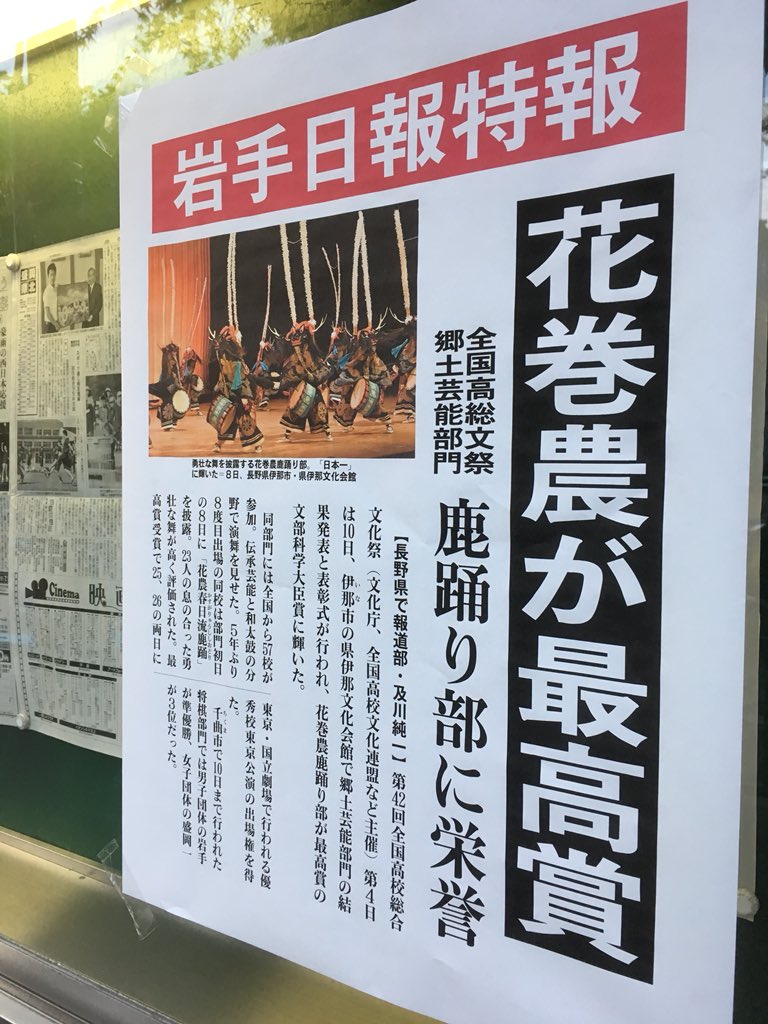 岩手日報特報
花巻農が最高賞
全国高総文祭
郷土芸能部門
鹿踊り部に栄誉
勇壮な舞を披露する花巻農鹿踊り部。「日本一」
に輝いた=8日、長野県伊那市・県伊那文化会館
【長野県で報道部・及川純一】第42回全国高校総合
文化祭(文化庁、全国高校文化連盟など主催)第4日
は10日、伊那市の県伊那文化会館で郷土芸能部門の結
果発表と表彰式が行われ、花巻農鹿踊り部が最高賞の
文部科学大臣賞に輝いた。
同部門には全国から57校が
参加。伝承芸能と和太鼓の分
野で演舞を見せた。5年ぶり
8度目出場の同校は部門初日
の8日に「花農春日流鹿踊」
を披露。23人の息の合った勇
壮な舞が高く評価された。最
高賞受賞で25、26の両日に
東京・国立劇場で行われる優
秀校東京公演の出場権を得
た。
千曲市で10日まで行われた
将棋部門では男子団体の岩手
が準優勝、女子団体の盛岡一
が3位だった。
豪雨の西日本応援
Cinema
映画